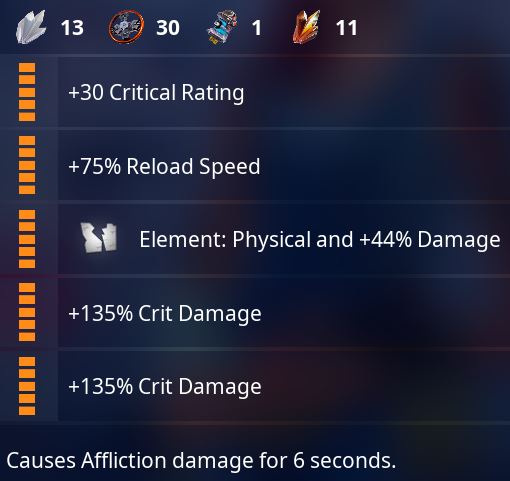 13 30 1 11
+30 Critical Rating
+75% Reload Speed
Element: Physical and +44% Damage
+135% Crit Damage
+135% Crit Damage
Causes Affliction damage for 6 seconds.